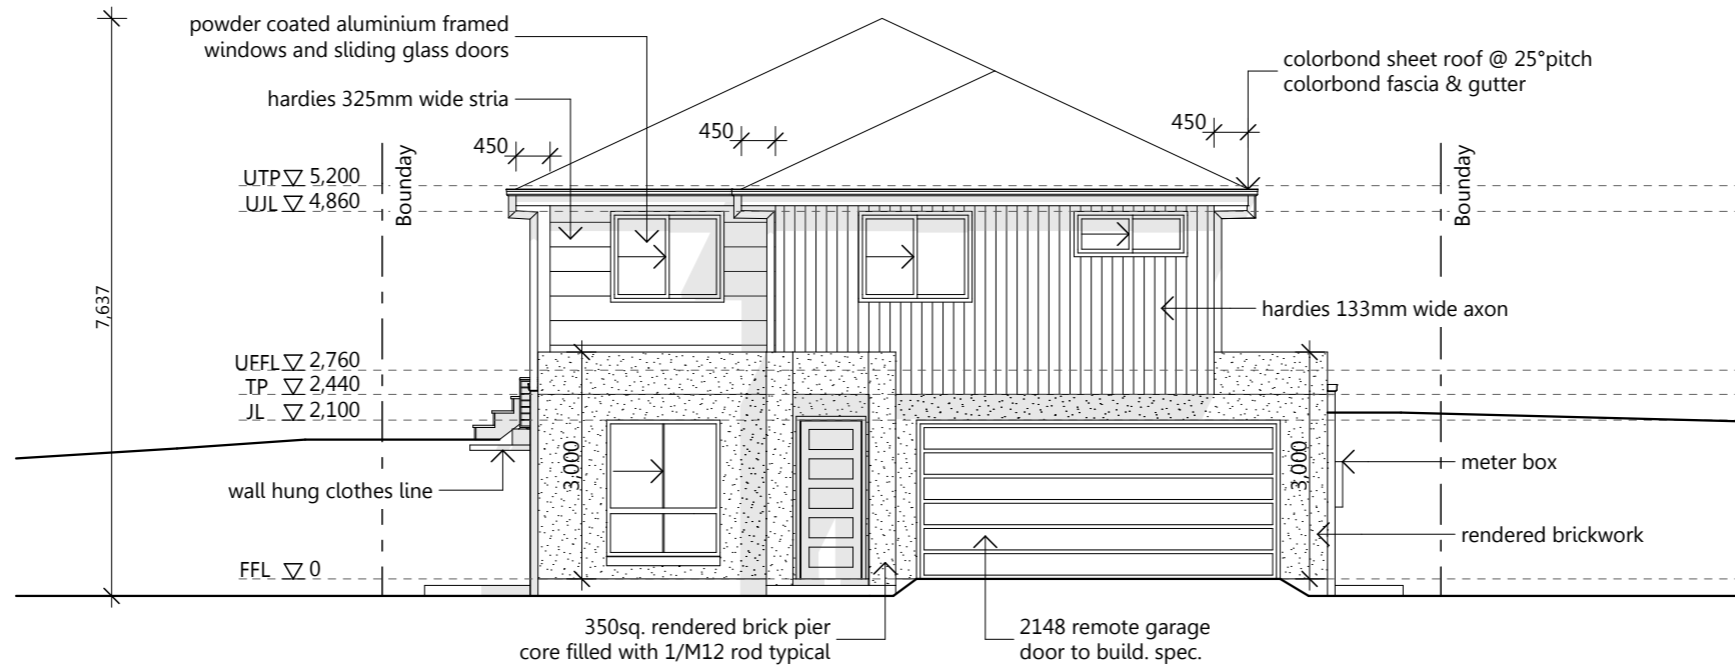 powder coated aluminium framed
windows and sliding glass doors
hardies 325mm wide stria
colorbond sheet roof @ 25°pitch
colorbond fascia & gutter
450
450
450
Bounday
Bounday
UTP 5,200
UJL 4,860
7,637
hardies 133mm wide axon
UFFL 2,760
TP 2,440
JL 2,100
3,000
3,000
wall hung clothes line
meter box
rendered brickwork
FFL 0
350sq. rendered brick pier
core filled with 1/M12 rod typical
2148 remote garage
door to build. spec.